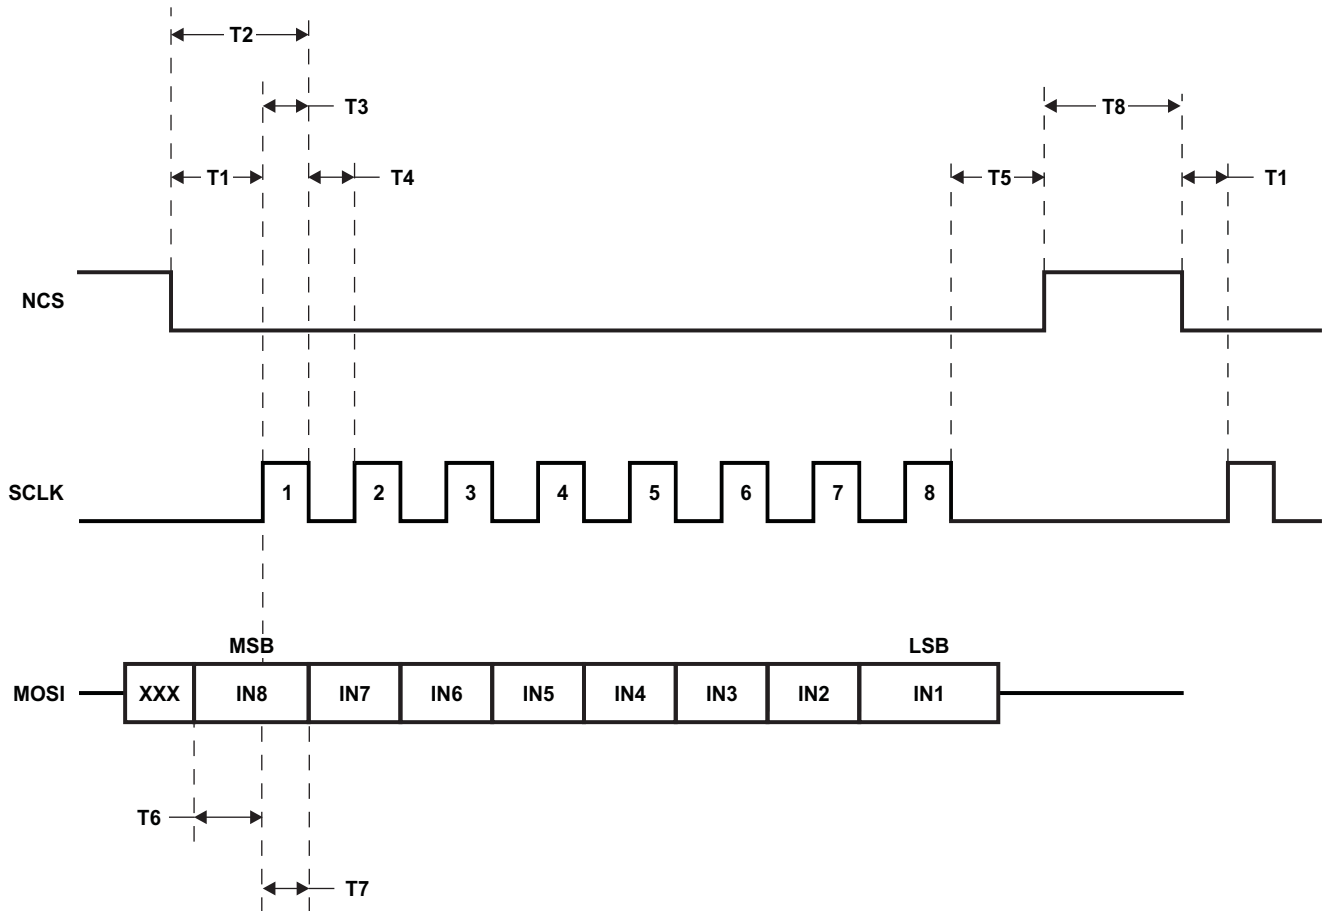 T2
T3
T8
T1
T4
T5
T1
NCS
SCLK
1 2 3 4 5 6 7 8
MSB
LSB
MOSI
XXX IN8 IN7 IN6 IN5 IN4 IN3 IN2 IN1
T6
T7